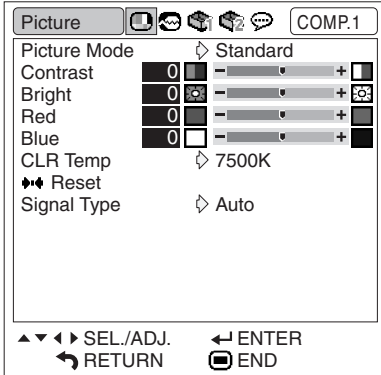 Picture COMP.1
Picture Mode Standard
Contrast 0 - +
Bright 0 - +
Red 0 - +
Blue 0 - +
CLR Temp 7500K
Reset
Signal Type Auto
SEL./ADJ. ENTER
RETURN END